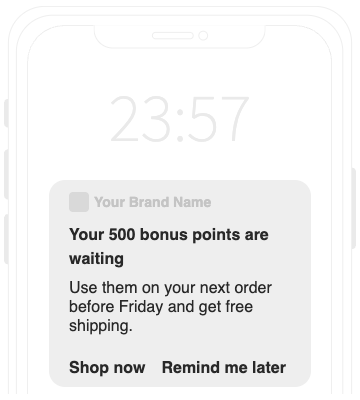 23:57
Your Brand Name
Your 500 bonus points are
waiting
Use them on your next order
before Friday and get free
shipping.
Shop now Remind me later